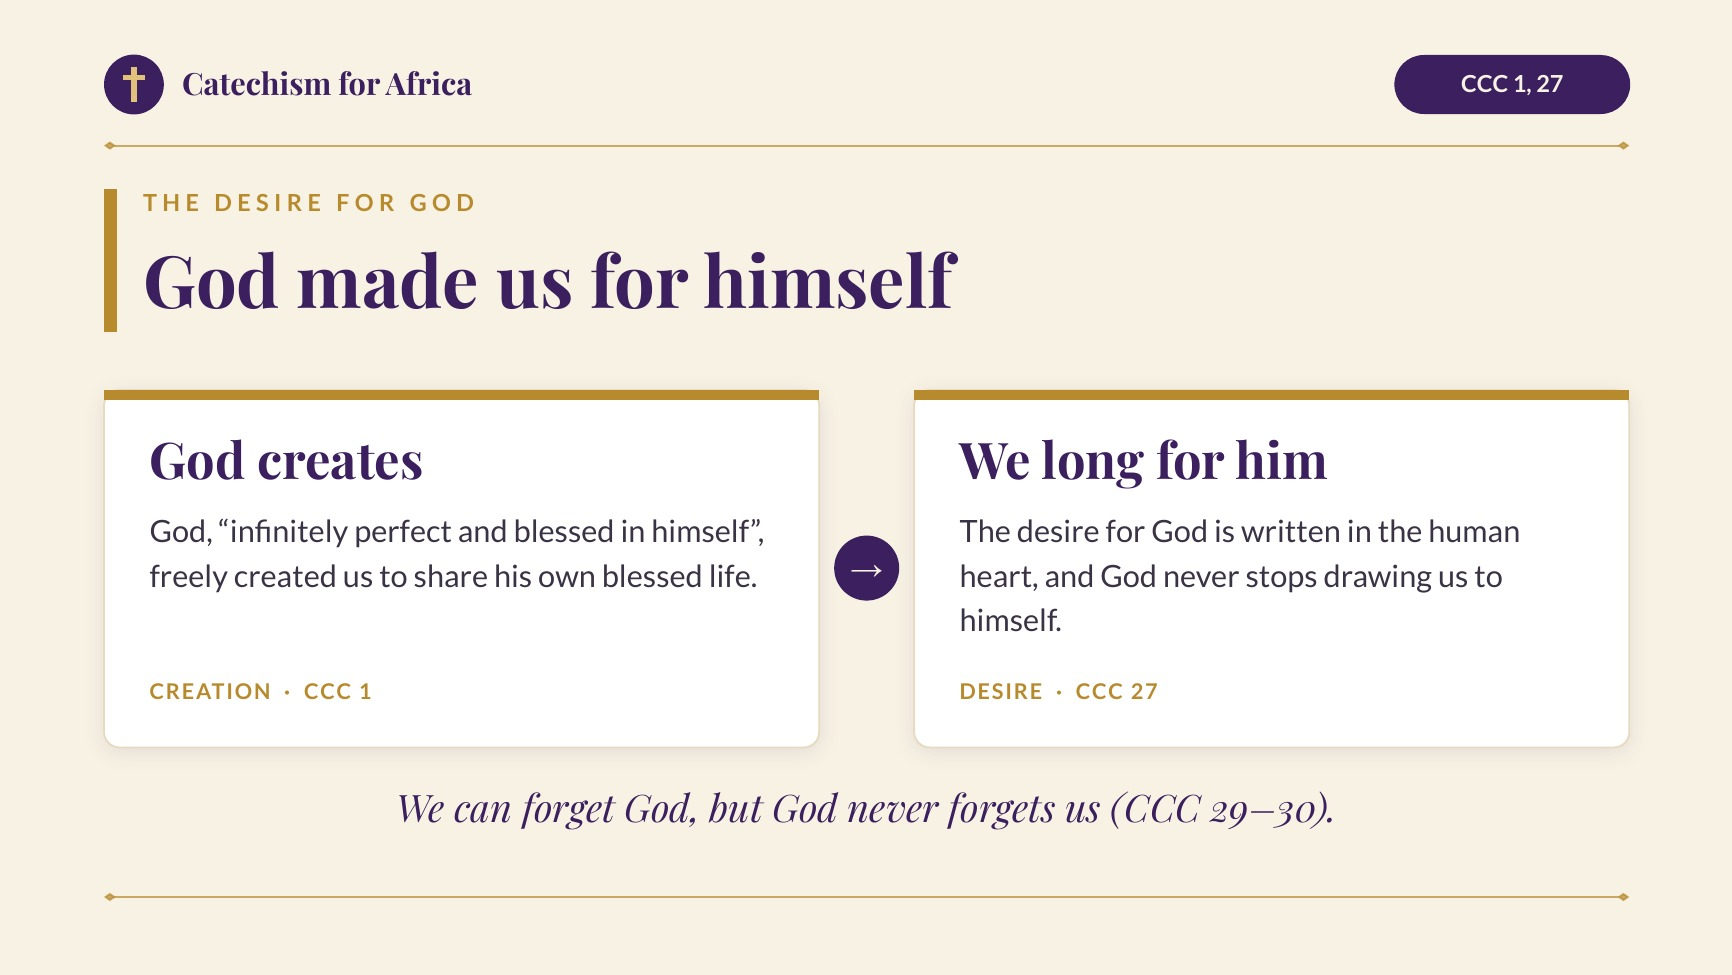 Catechism for Africa
CCC 1, 27
THE DESIRE FOR GOD
God made us for himself
God creates
God, “infinitely perfect and blessed in himself”,
freely created us to share his own blessed life.
CREATION · CCC 1
→
We long for him
The desire for God is written in the human
heart, and God never stops drawing us to
himself.
DESIRE · CCC 27
We can forget God, but God never forgets us (CCC 29–30).